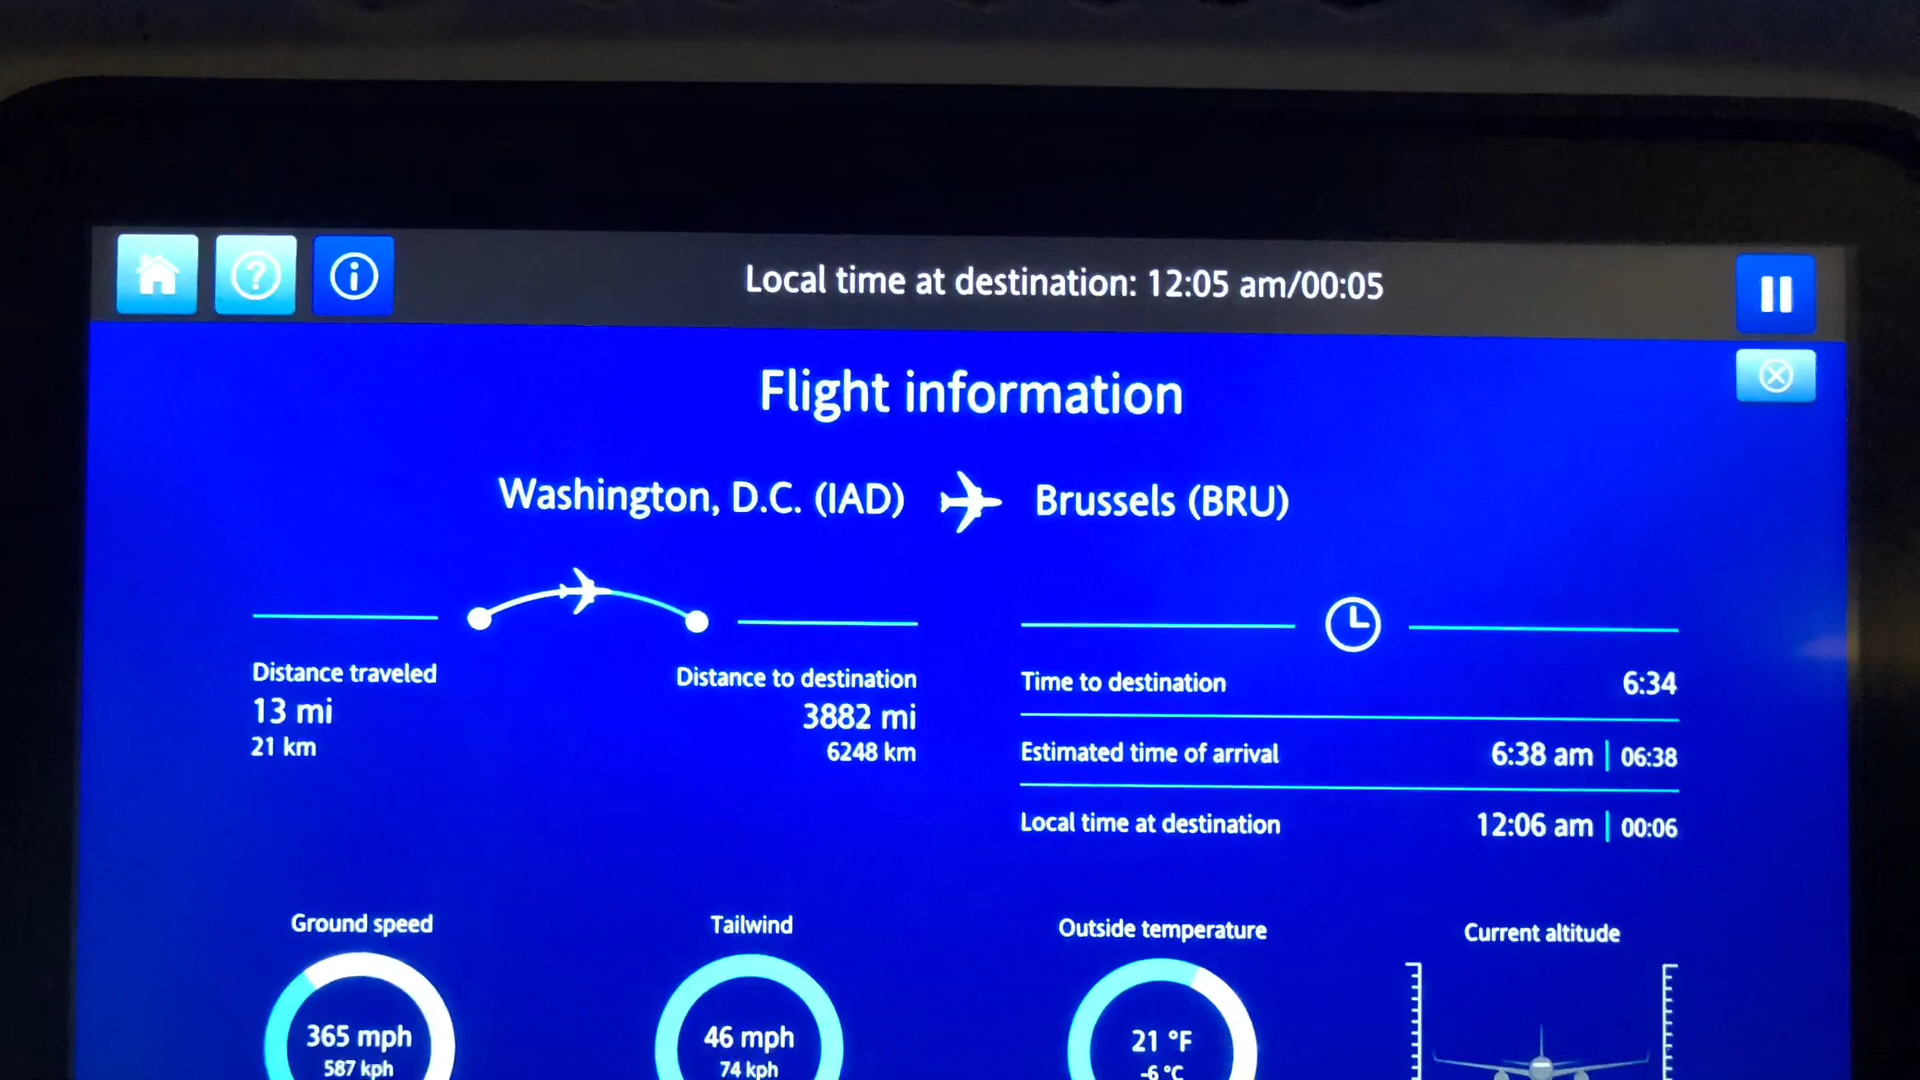 Local time at destination: 12:05 am/00:05
Flight information
Washington, D.C. (IAD) Brussels (BRU)
Distance traveled
13 mi
21 km
Distance to destination
3882 mi
6248 km
Time to destination 6:34
Estimated time of arrival 6:38 am | 06:38
Local time at destination 12:06 am | 00:06
Ground speed
365 mph
587 kph
Tailwind
46 mph
74 kph
Outside temperature
21 °F
-6 °C
Current altitude